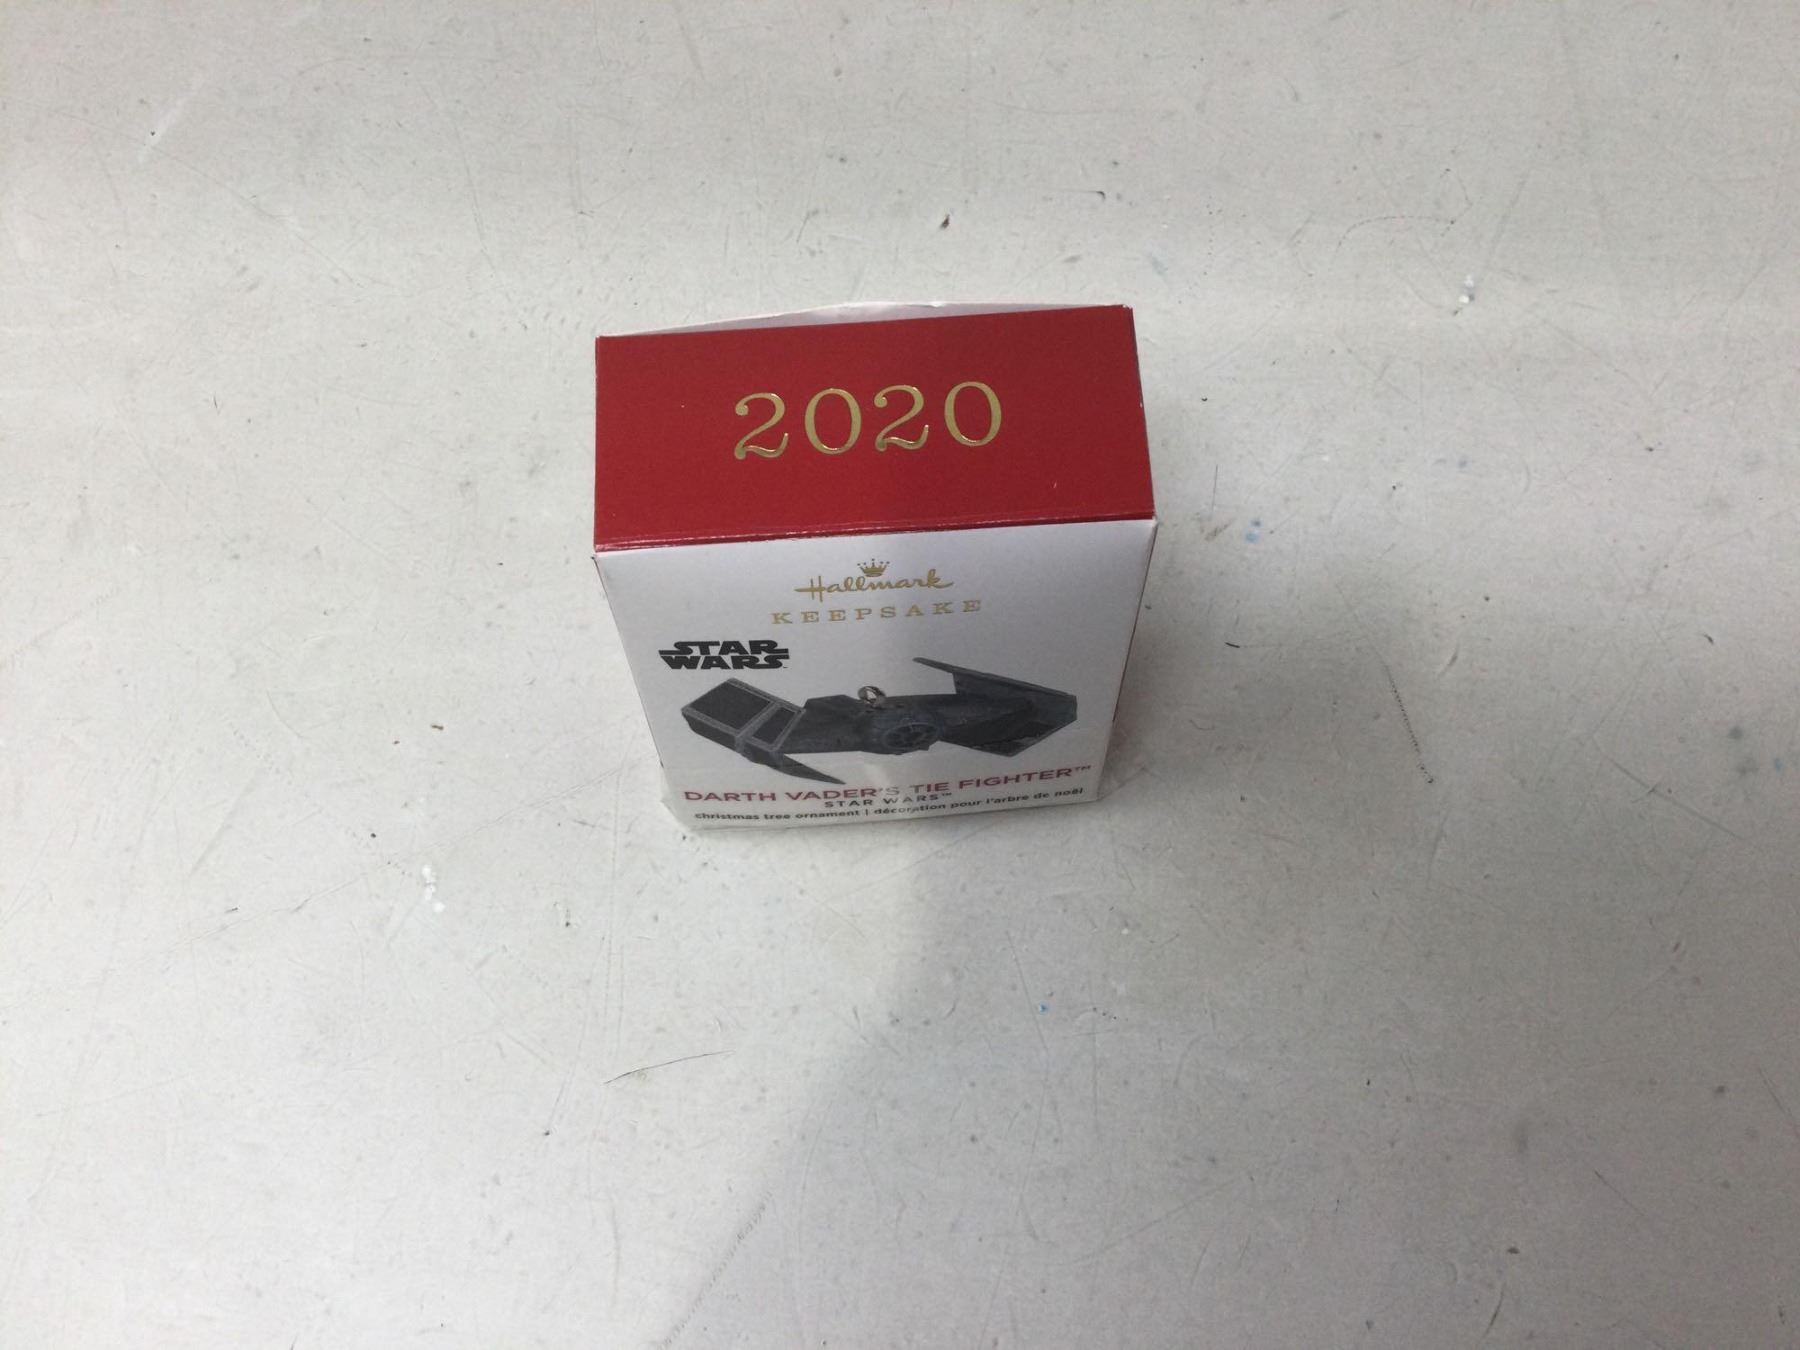 2020
Hallmark
KEEPSAKE
STAR
WARS
DARTH VADER'S TIE FIGHTER™
STAR WARS™
christmas tree ornament | décoration pour l'arbre de noël